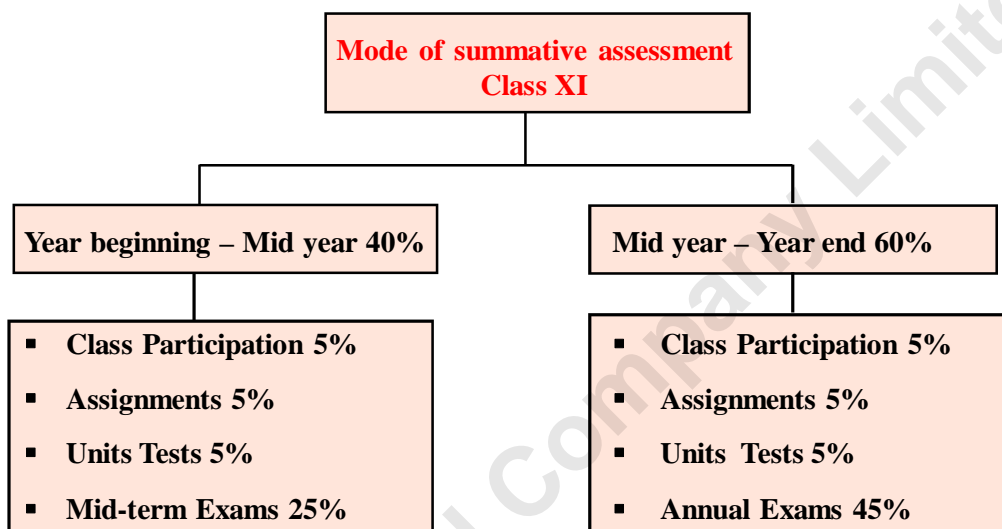 Mode of summative assessment
Class XI
Year beginning – Mid year 40%
Mid year – Year end 60%
▪ Class Participation 5%
▪ Assignments 5%
▪ Units Tests 5%
▪ Mid-term Exams 25%
▪ Class Participation 5%
▪ Assignments 5%
▪ Units Tests 5%
▪ Annual Exams 45%
Company